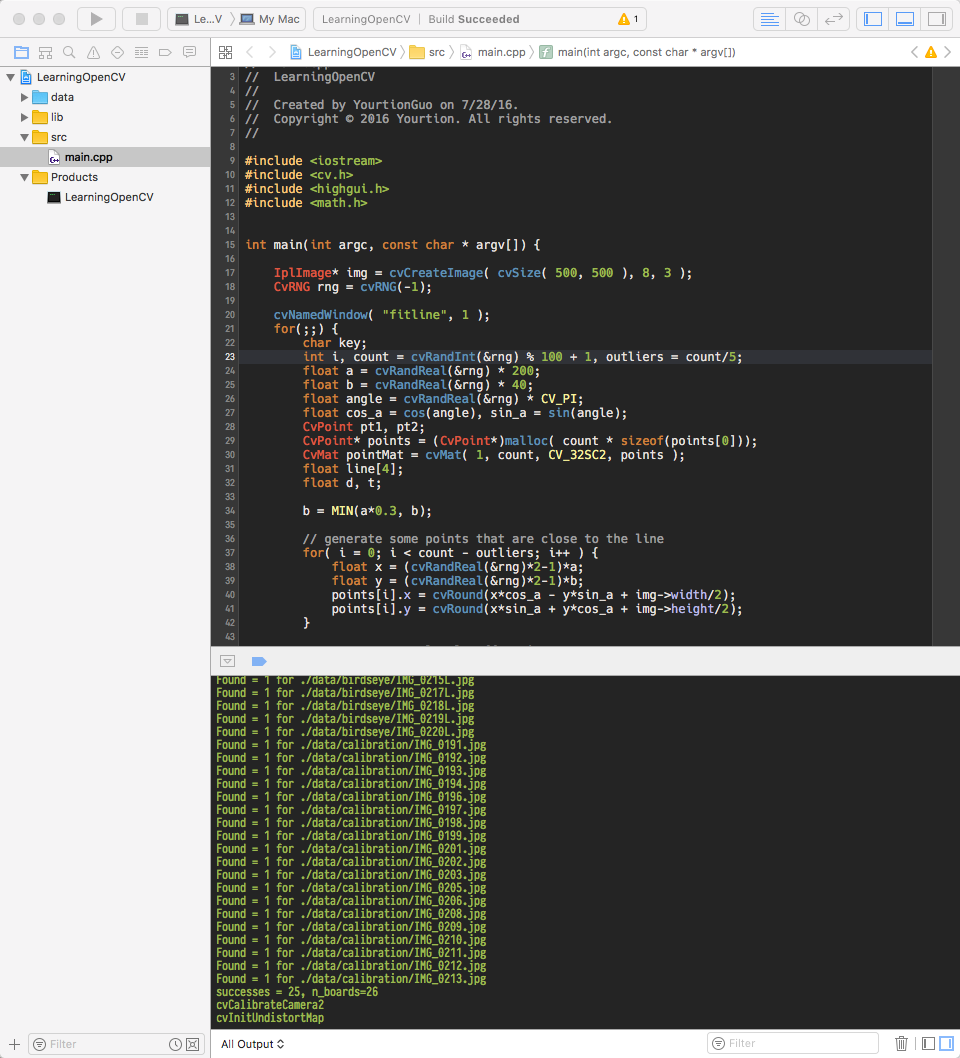 Le...V 〉 My Mac
LearningOpenCV | Build Succeeded 1
LearningOpenCV 〉 src 〉 main.cpp 〉 main(int argc, const char * argv[])
LearningOpenCV
data
lib
src
main.cpp
Products
LearningOpenCV
3 //  LearningOpenCV
4 //
5 //  Created by YourtionGuo on 7/28/16.
6 //  Copyright © 2016 Yourtion. All rights reserved.
7 //
8
9 #include <iostream>
10 #include <cv.h>
11 #include <highgui.h>
12 #include <math.h>
13
14
15 int main(int argc, const char * argv[]) {
16
17     IplImage* img = cvCreateImage( cvSize( 500, 500 ), 8, 3 );
18     CvRNG rng = cvRNG(-1);
19
20     cvNamedWindow( "fitline", 1 );
21     for(;;) {
22         char key;
23         int i, count = cvRandInt(&rng) % 100 + 1, outliers = count/5;
24         float a = cvRandReal(&rng) * 200;
25         float b = cvRandReal(&rng) * 40;
26         float angle = cvRandReal(&rng) * CV_PI;
27         float cos_a = cos(angle), sin_a = sin(angle);
28         CvPoint pt1, pt2;
29         CvPoint* points = (CvPoint*)malloc( count * sizeof(points[0]));
30         CvMat pointMat = cvMat( 1, count, CV_32SC2, points );
31         float line[4];
32         float d, t;
33
34         b = MIN(a*0.3, b);
35
36         // generate some points that are close to the line
37         for( i = 0; i < count - outliers; i++ ) {
38             float x = (cvRandReal(&rng)*2-1)*a;
39             float y = (cvRandReal(&rng)*2-1)*b;
40             points[i].x = cvRound(x*cos_a - y*sin_a + img->width/2);
41             points[i].y = cvRound(x*sin_a + y*cos_a + img->height/2);
42         }
43
Found = 1 for ./data/birdseye/IMG_0215L.jpg
Found = 1 for ./data/birdseye/IMG_0217L.jpg
Found = 1 for ./data/birdseye/IMG_0218L.jpg
Found = 1 for ./data/birdseye/IMG_0219L.jpg
Found = 1 for ./data/birdseye/IMG_0220L.jpg
Found = 1 for ./data/calibration/IMG_0191.jpg
Found = 1 for ./data/calibration/IMG_0192.jpg
Found = 1 for ./data/calibration/IMG_0193.jpg
Found = 1 for ./data/calibration/IMG_0194.jpg
Found = 1 for ./data/calibration/IMG_0196.jpg
Found = 1 for ./data/calibration/IMG_0197.jpg
Found = 1 for ./data/calibration/IMG_0198.jpg
Found = 1 for ./data/calibration/IMG_0199.jpg
Found = 1 for ./data/calibration/IMG_0201.jpg
Found = 1 for ./data/calibration/IMG_0202.jpg
Found = 1 for ./data/calibration/IMG_0203.jpg
Found = 1 for ./data/calibration/IMG_0205.jpg
Found = 1 for ./data/calibration/IMG_0206.jpg
Found = 1 for ./data/calibration/IMG_0208.jpg
Found = 1 for ./data/calibration/IMG_0209.jpg
Found = 1 for ./data/calibration/IMG_0210.jpg
Found = 1 for ./data/calibration/IMG_0211.jpg
Found = 1 for ./data/calibration/IMG_0212.jpg
Found = 1 for ./data/calibration/IMG_0213.jpg
successes = 25, n_boards=26
cvCalibrateCamera2
cvInitUndistortMap
Filter
All Output
Filter